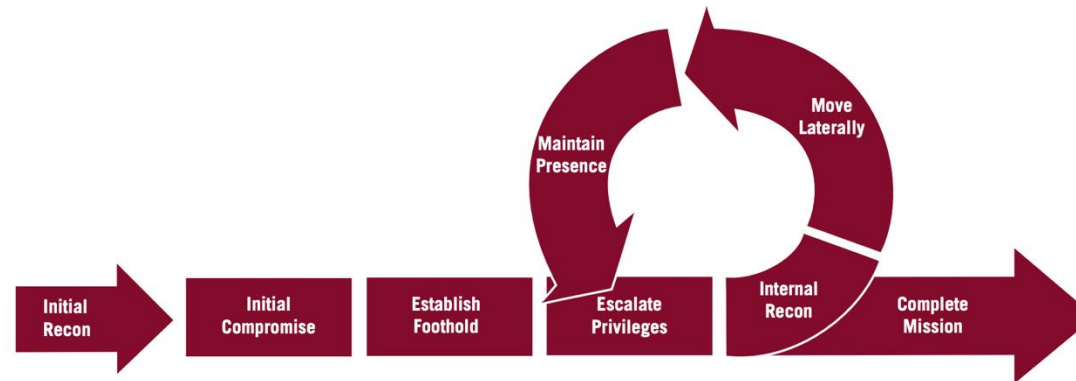 Initial
Recon
Initial
Compromise
Establish
Foothold
Escalate
Privileges
Internal
Recon
Move
Laterally
Maintain
Presence
Complete
Mission